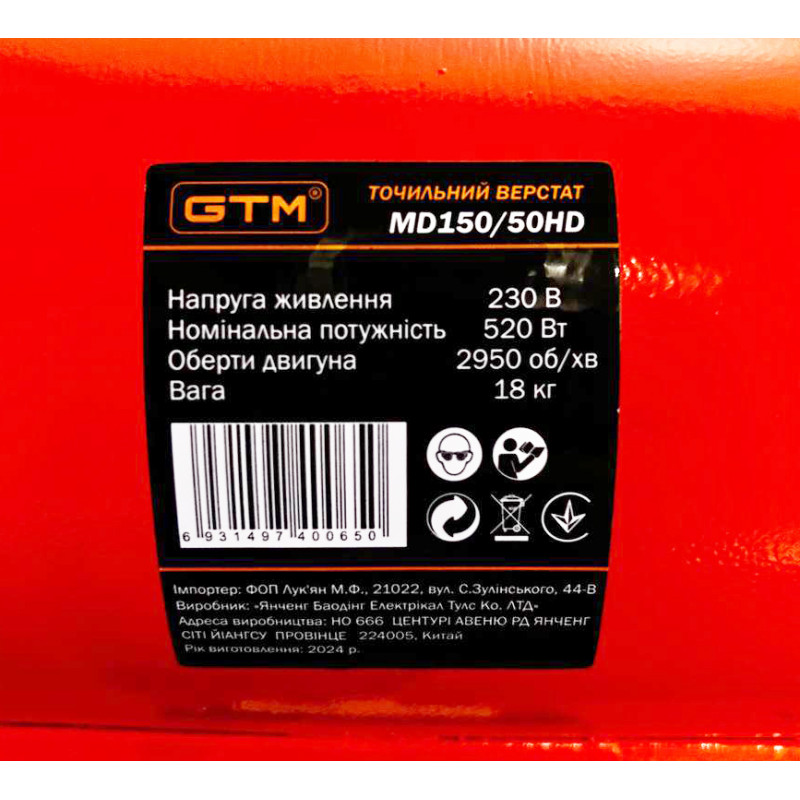 GTM®
ТОЧИЛЬНИЙ ВЕРСТАТ
MD150/50HD
Напруга живлення 230 В
Номінальна потужність 520 Вт
Оберти двигуна 2950 об/хв
Вага 18 кг
6 931497 400650
Імпортер: ФОП Лук'ян М.Ф., 21022, вул. С.Зулінського, 44-В
Виробник: «Янченг Баодінг Електрікал Тулс Ко. ЛТД»
Адреса виробництва: НО 666 ЦЕНТУРІ АВЕНЮ РД ЯНЧЕНГ
СІТІ ЙІАНГСУ ПРОВІНЦЕ 224005, Китай
Рік виготовлення: 2024 р.